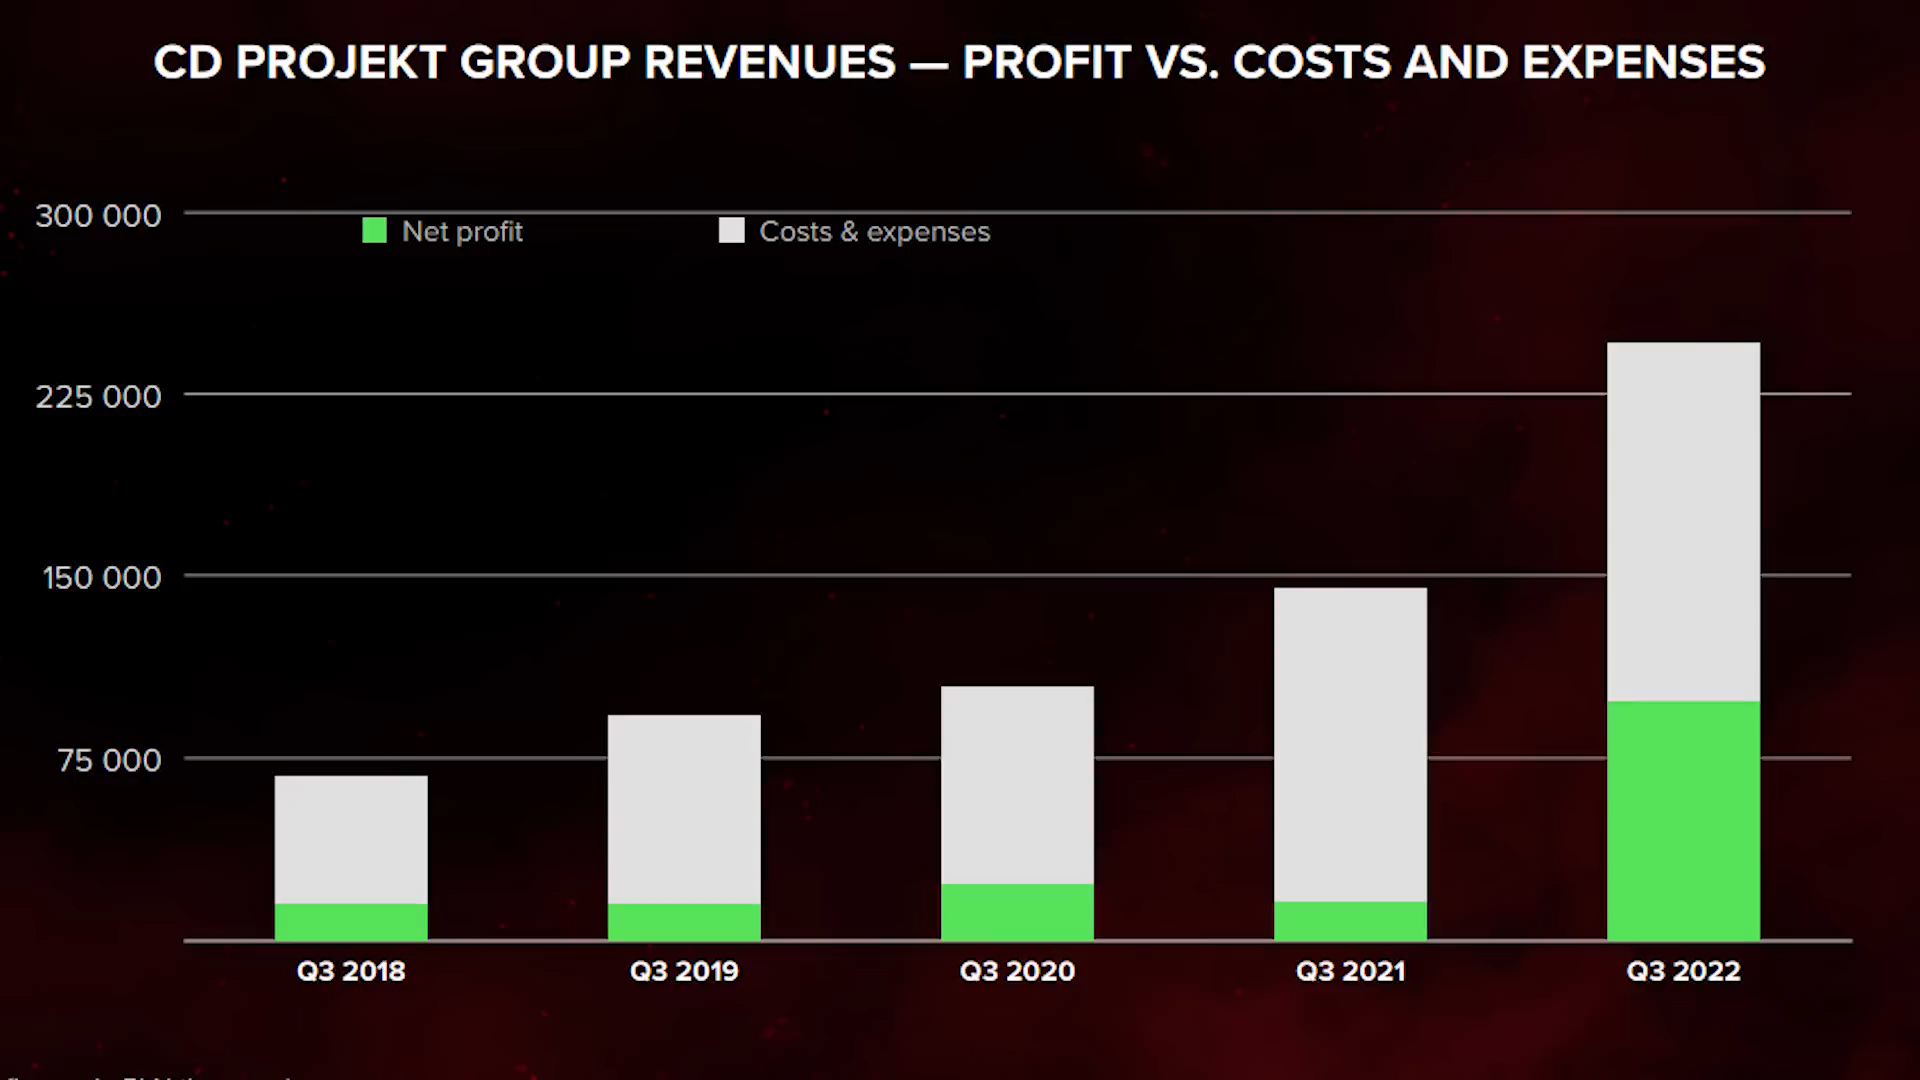 CD PROJEKT GROUP REVENUES — PROFIT VS. COSTS AND EXPENSES
300 000
Net profit
Costs & expenses
225 000
150 000
75 000
Q3 2018
Q3 2019
Q3 2020
Q3 2021
Q3 2022